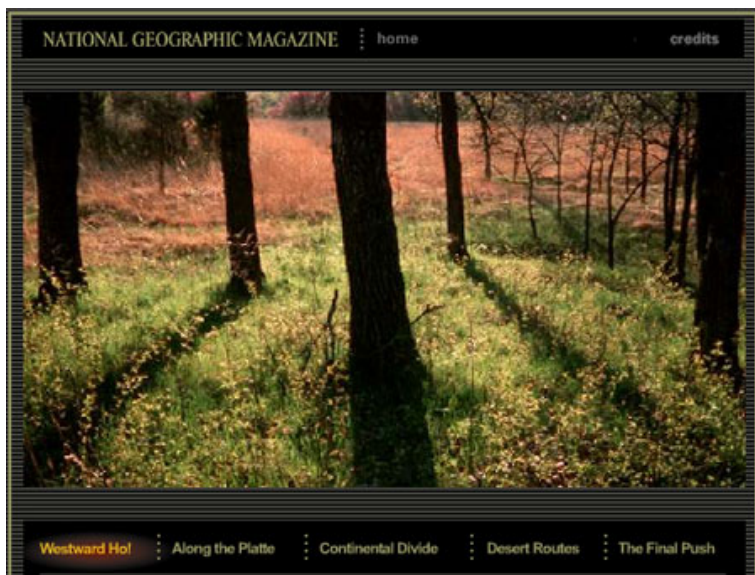 NATIONAL GEOGRAPHIC MAGAZINE home credits
Westward Ho! Along the Platte Continental Divide Desert Routes The Final Push